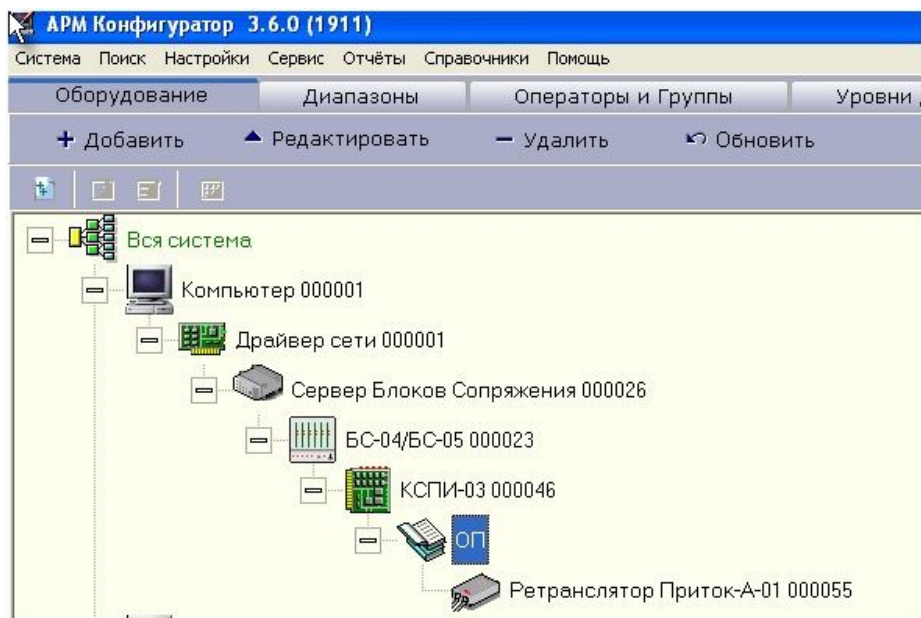 АРМ Конфигуратор 3.6.0 (1911)
Система Поиск Настройки Сервис Отчёты Справочники Помощь
Оборудование Диапазоны Операторы и Группы Уровни
Добавить Редактировать Удалить Обновить
Вся система
Компьютер 000001
Драйвер сети 000001
Сервер Блоков Сопряжения 000026
БС-04/БС-05 000023
КСПИ-03 000046
ОП
Ретранслятор Приток-А-01 000055